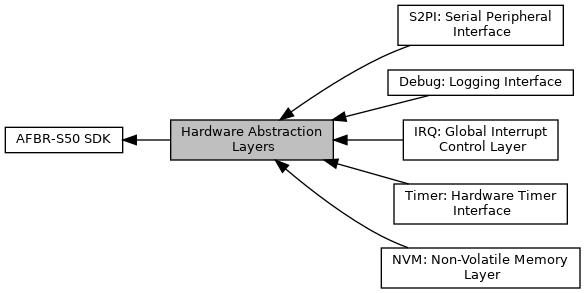 S2PI: Serial Peripheral
Interface
Debug: Logging Interface
AFBR-S50 SDK
Hardware Abstraction
Layers
IRQ: Global Interrupt
Control Layer
Timer: Hardware Timer
Interface
NVM: Non-Volatile Memory
Layer